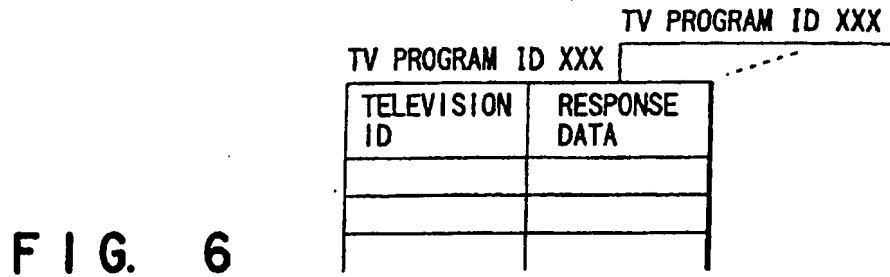 TV PROGRAM ID XXX
TV PROGRAM ID XXX
TELEVISION ID
RESPONSE DATA
FIG. 6